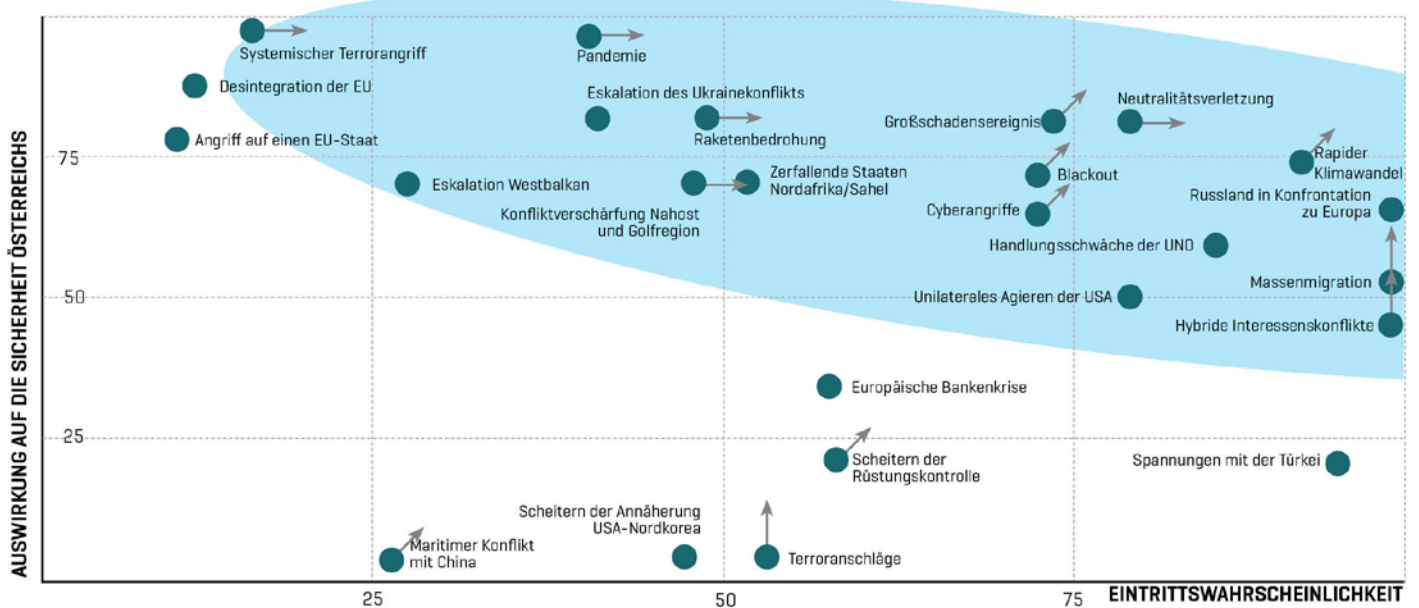 AUSWIRKUNG AUF DIE SICHERHEIT ÖSTERREICHS
Systemischer Terrorangriff
Pandemie
Desintegration der EU
Eskalation des Ukrainekonflikts
Neutralitätsverletzung
Großschadensereignis
Angriff auf einen EU-Staat
Raketenbedrohung
75
Rapider
Klimawandel
Zerfallende Staaten
Nordafrika/Sahel
Blackout
Eskalation Westbalkan
Russland in Konfrontation
zu Europa
Konfliktverschärfung Nahost
und Golfregion
Cyberangriffe
Handlungsschwäche der UNO
Massenmigration
50
Unilaterales Agieren der USA
Hybride Interessenskonflikte
Europäische Bankenkrise
25
Scheitern der
Rüstungskontrolle
Spannungen mit der Türkei
Scheitern der Annäherung
USA-Nordkorea
Maritimer Konflikt
mit China
Terroranschläge
25
50
75
EINTRITTSWAHRSCHEINLICHKEIT